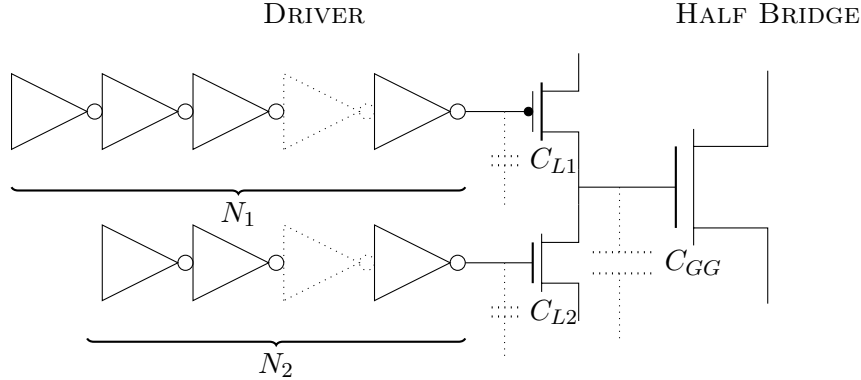 DRIVER
HALF BRIDGE
C_{L1}
N_1
C_{GG}
C_{L2}
N_2